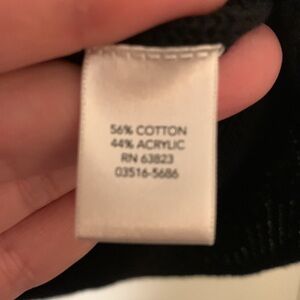 56% COTTON
44% ACRYLIC
RN 63823
03516-5686